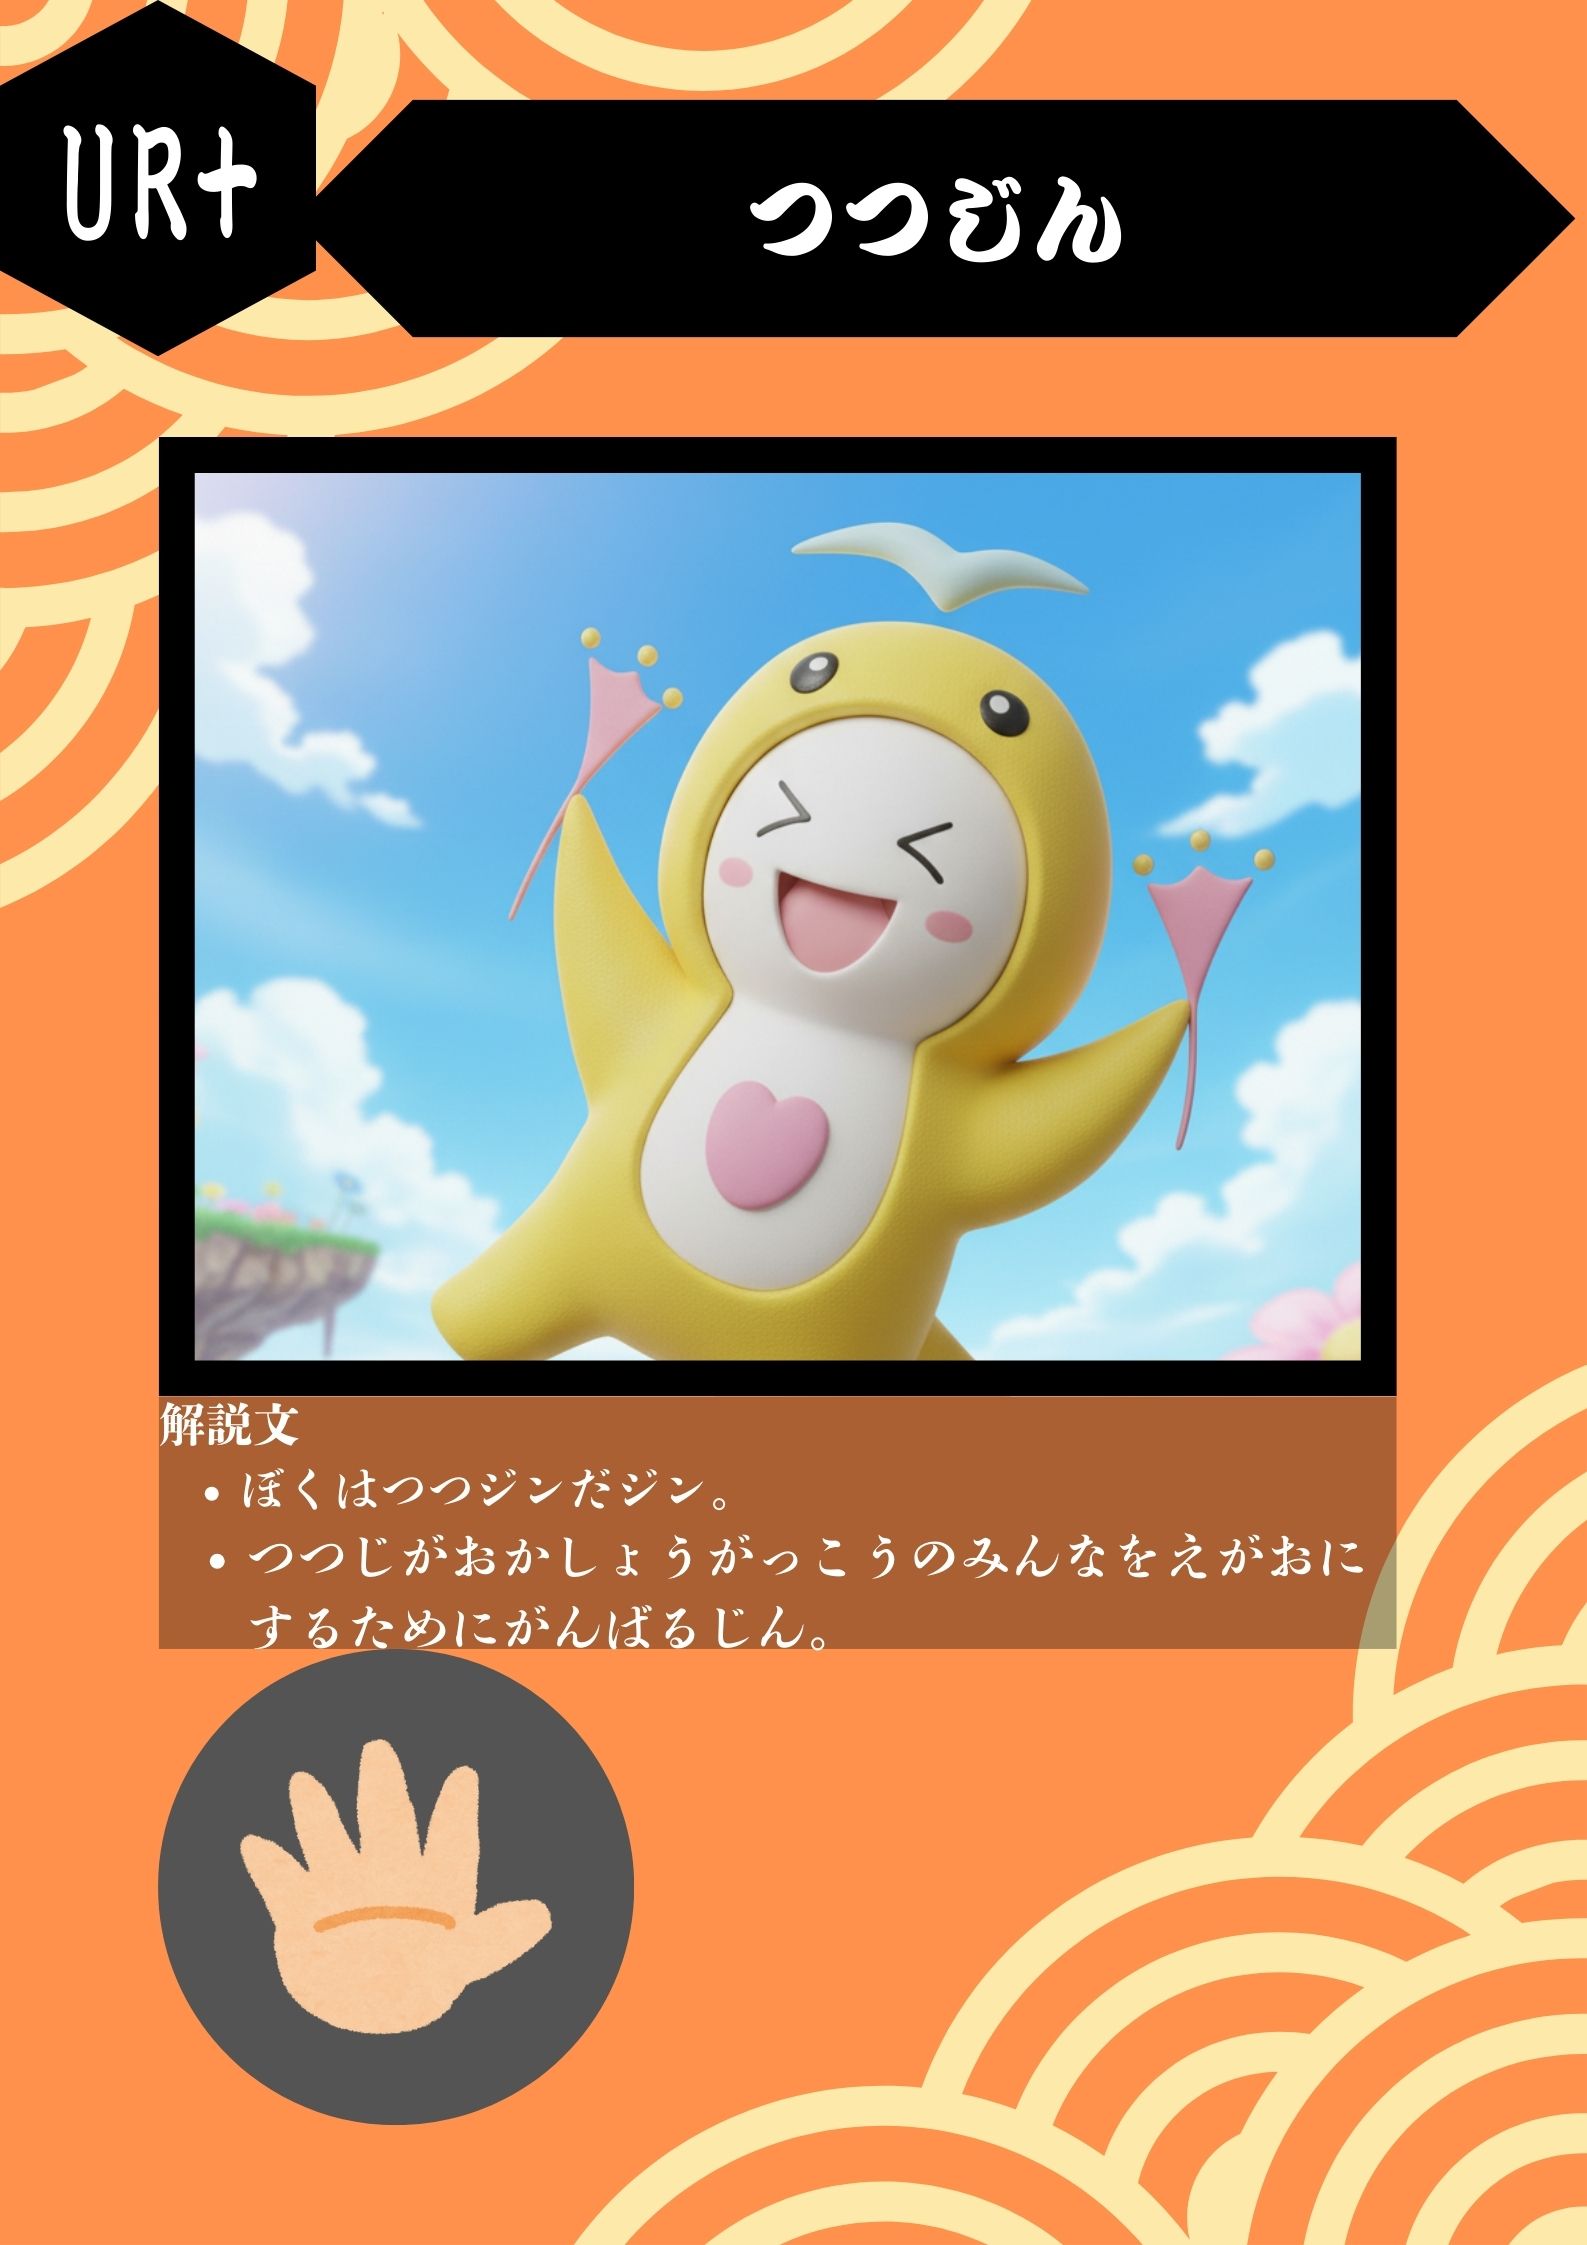 UR+
つつじん
解説文
• ぼくはつつジンだジン。
• つつじがおかしょうがっこうのみんなをえがおに
するためにがんばるじん。